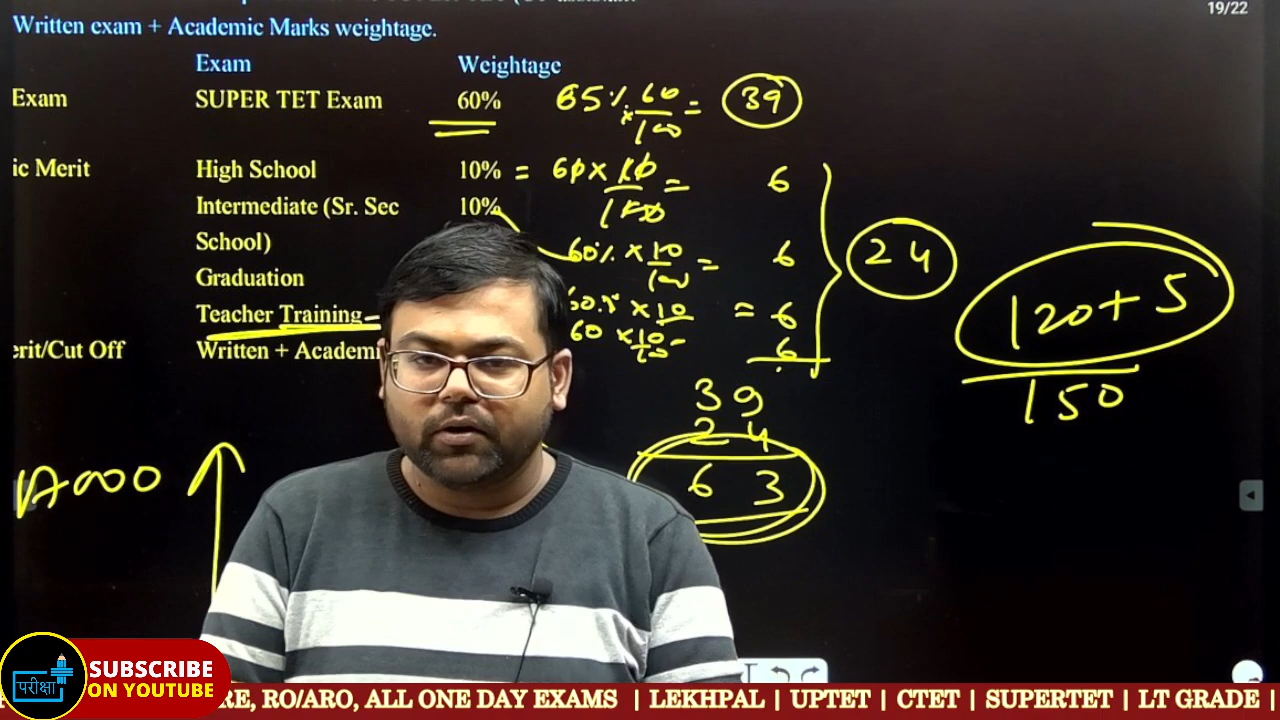 19/22
Written exam + Academic Marks weightage.
Exam Weightage
Exam SUPER TET Exam 60% 65% × 60/100 = 39
ic Merit High School 10% = 60 × 10/100 = 6
Intermediate (Sr. Sec 10%
School) 60% × 10/100 = 6 24
Graduation
Teacher Training 60% × 10 = 6 120 + 5
60 × 10 6
erit/Cut Off Written + Academi
150
39
24
63
परीक्षा
SUBSCRIBE
ON YOUTUBE
RE, RO/ARO, ALL ONE DAY EXAMS | LEKHPAL | UPTET | CTET | SUPERTET | LT GRADE |